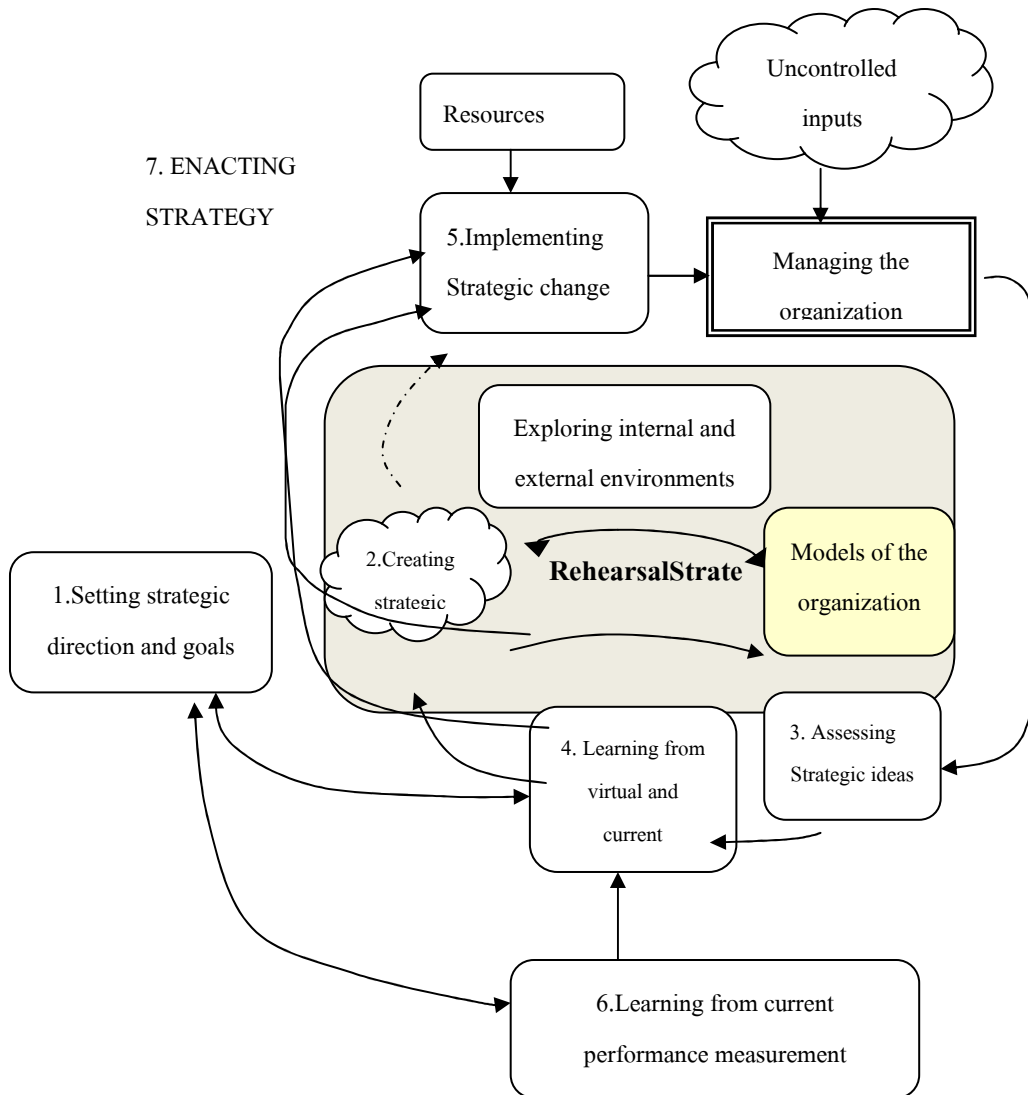 Uncontrolled
inputs
Resources
7. ENACTING
STRATEGY
5.Implementing
Strategic change
Managing the
organization
Exploring internal and
external environments
2.Creating
strategic
RehearsalStrate
Models of the
organization
1.Setting strategic
direction and goals
4. Learning from
virtual and
current
3. Assessing
Strategic ideas
6.Learning from current
performance measurement